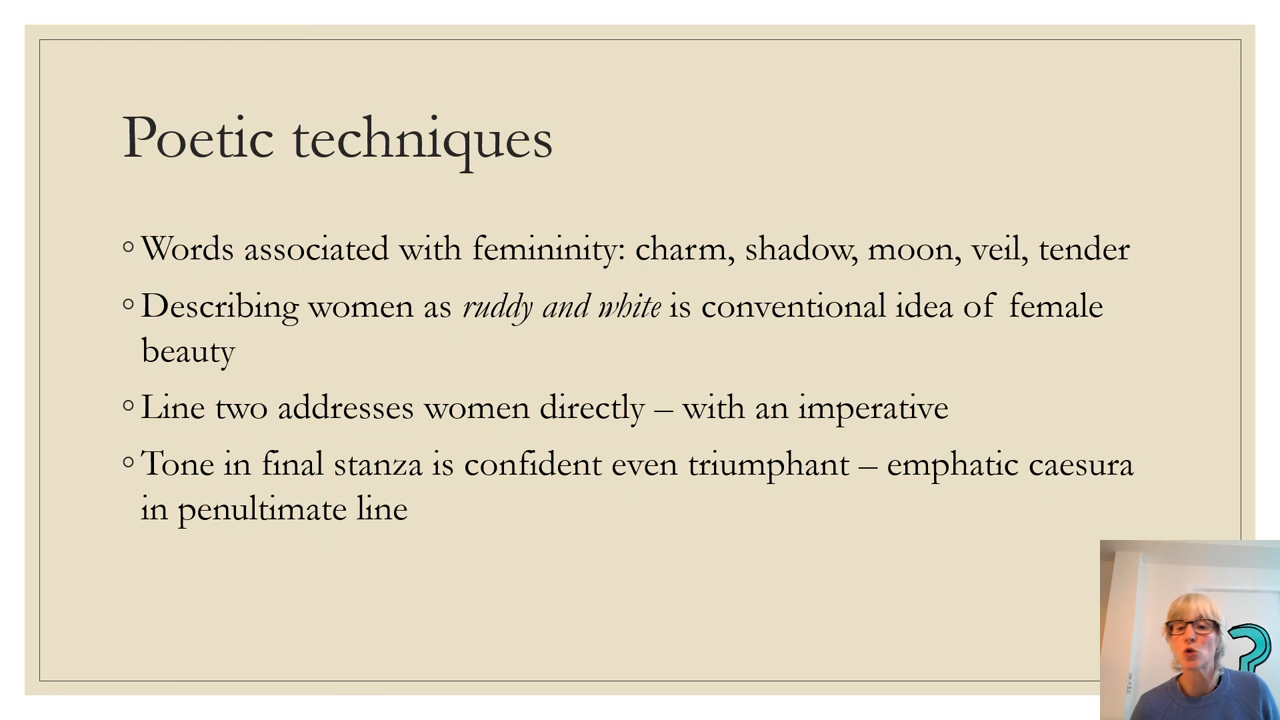 Poetic techniques
◦ Words associated with femininity: charm, shadow, moon, veil, tender
◦ Describing women as ruddy and white is conventional idea of female
beauty
◦ Line two addresses women directly – with an imperative
◦ Tone in final stanza is confident even triumphant – emphatic caesura
in penultimate line
?